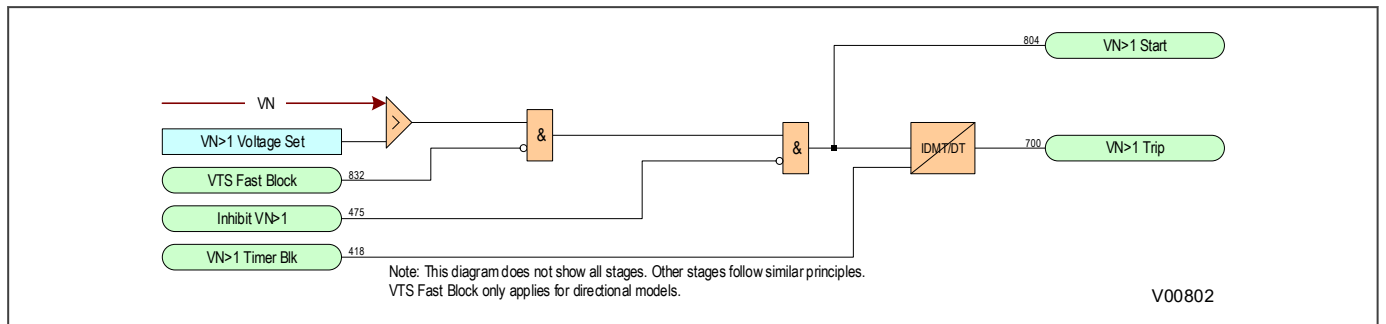 804
VN>1 Start
VN
>
VN>1 Voltage Set
&
&
IDMT/DT
700
VN>1 Trip
VTS Fast Block
832
Inhibit VN>1
475
VN>1 Timer Blk
418
Note: This diagram does not show all stages. Other stages follow similar principles.
VTS Fast Block only applies for directional models.
V00802